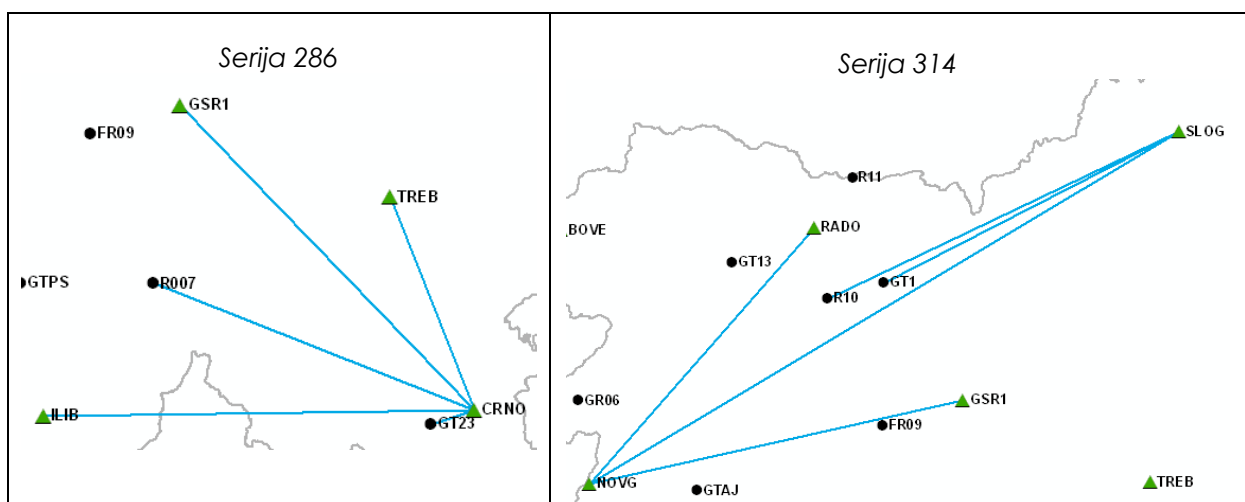 Serija 286
GSR1
FR09
TREB
GTPS
R007
ILIB
CRNO
GT23
Serija 314
SLOG
R11
BOVE
RADO
GT13
GT1
R10
GR06
GSR1
FR09
NOVG
GTAJ
TREB